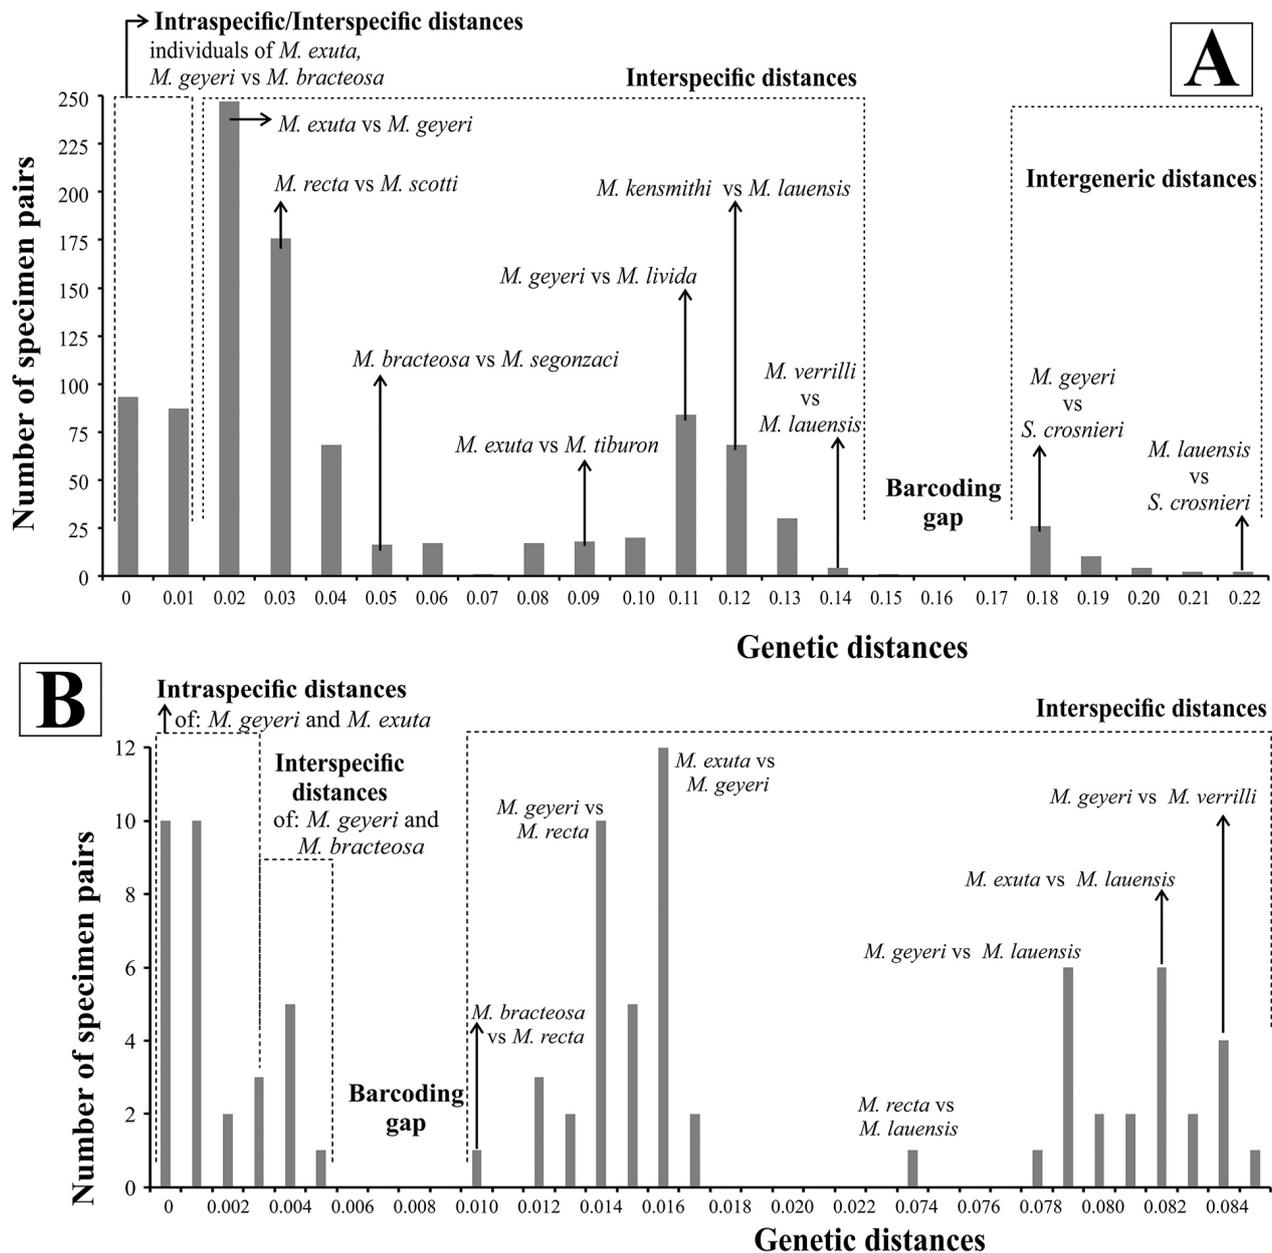 Intraspecific/Interspecific distances
individuals of M. exuta,
M. geyeri vs M. bracteosa
Interspecific distances
A
Intergeneric distances
M. exuta vs M. geyeri
M. recta vs M. scotti
M. kensmithi vs M. lauensis
M. geyeri vs M. livida
M. bracteosa vs M. segonzaci
M. exuta vs M. tiburon
M. verrilli
vs
M. lauensis
Barcoding
gap
M. geyeri
vs
S. crosnieri
M. lauensis
vs
S. crosnieri
Number of specimen pairs
250
225
200
175
150
125
100
75
50
25
0
0 0.01 0.02 0.03 0.04 0.05 0.06 0.07 0.08 0.09 0.10 0.11 0.12 0.13 0.14 0.15 0.16 0.17 0.18 0.19 0.20 0.21 0.22
Genetic distances
B
Intraspecific distances
of: M. geyeri and M. exuta
Interspecific
distances
of: M. geyeri and
M. bracteosa
Interspecific distances
M. exuta vs
M. geyeri
M. geyeri vs
M. recta
M. geyeri vs M. verrilli
M. exuta vs M. lauensis
M. geyeri vs M. lauensis
M. bracteosa
vs M. recta
Barcoding
gap
M. recta vs
M. lauensis
Number of specimen pairs
12
10
8
6
4
2
0
0 0.002 0.004 0.006 0.008 0.010 0.012 0.014 0.016 0.018 0.020 0.022 0.074 0.076 0.078 0.080 0.082 0.084
Genetic distances